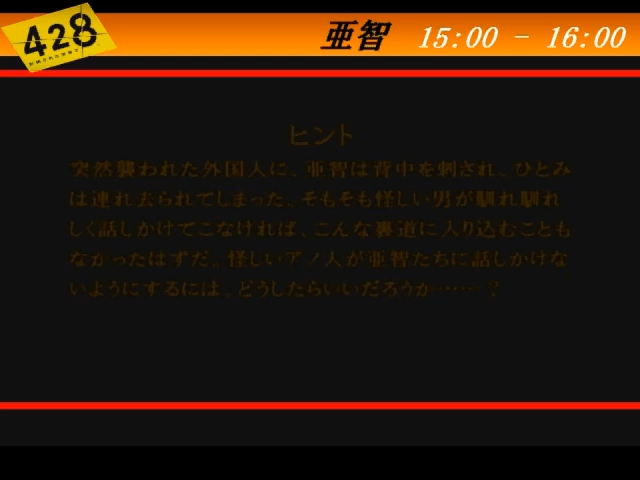 428
亜智 15:00 - 16:00
ヒント
突然襲われた外国人に、亜智は背中を刺され、ひとみ
は連れ去られてしまった。そもそも怪しい男が馴れ馴れ
しく話しかけてこなければ、こんな裏道に入り込むことも
なかったはずだ。怪しいアノ人が亜智たちに話しかけな
いようにするには、どうしたらいいだろうか……?